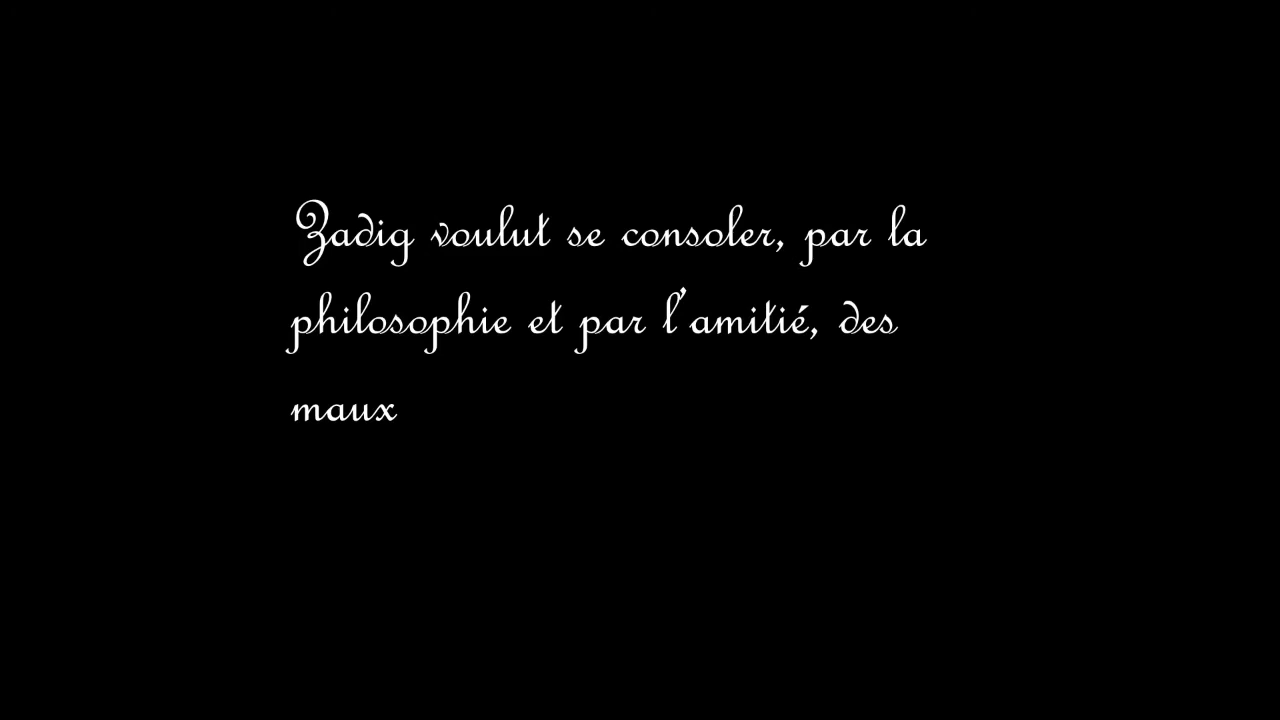 Zadig voulut se consoler, par la
philosophie et par l'amitié, des
maux